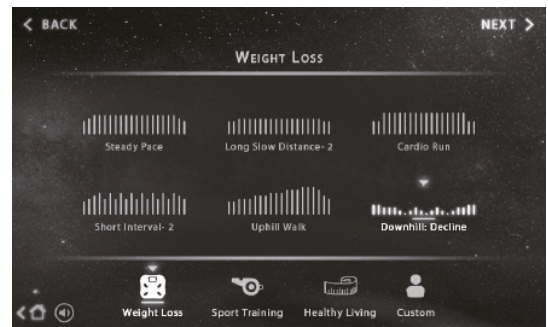 BACK
NEXT
WEIGHT LOSS
Steady Pace
Long Slow Distance- 2
Cardio Run
Short Interval- 2
Uphill Walk
Downhill: Decline
Weight Loss
Sport Training
Healthy Living
Custom